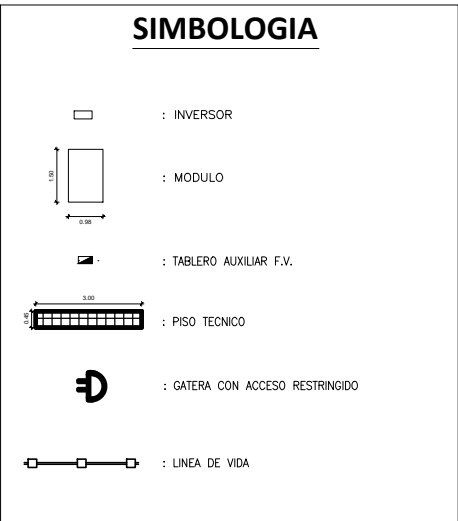 SIMBOLOGIA
: INVERSOR
1.50
: MODULO
0.98
: TABLERO AUXILIAR F.V.
3.00
0.45
: PISO TECNICO
: GATERA CON ACCESO RESTRINGIDO
: LINEA DE VIDA